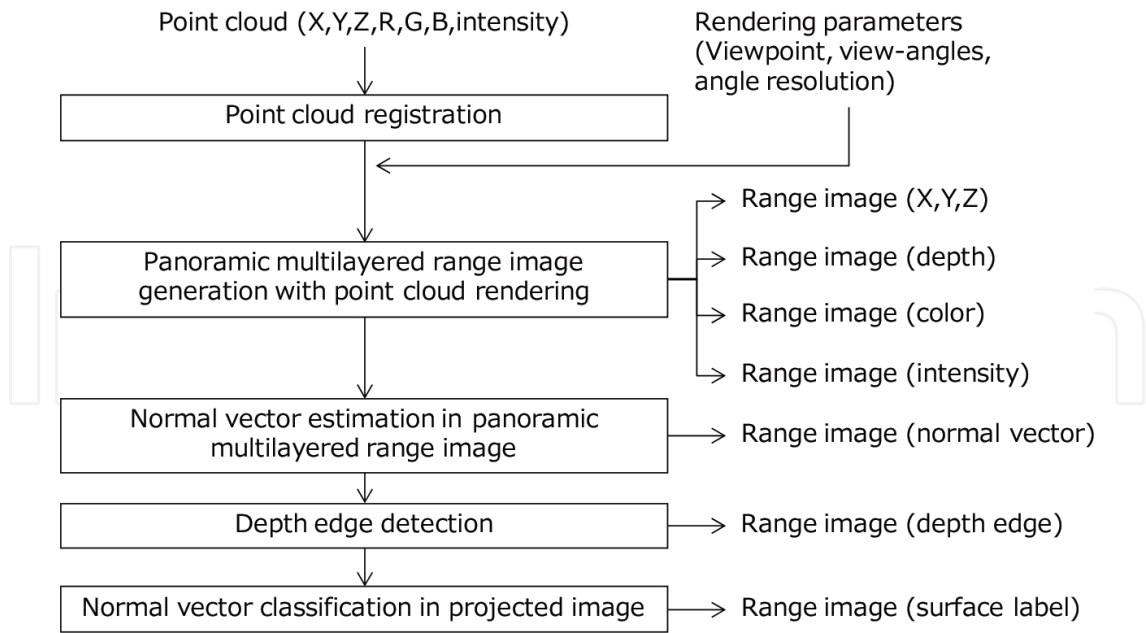 Point cloud (X,Y,Z,R,G,B,intensity)
Rendering parameters
(Viewpoint, view-angles,
angle resolution)
Point cloud registration
Panoramic multilayered range image
generation with point cloud rendering
Range image (X,Y,Z)
Range image (depth)
Range image (color)
Range image (intensity)
Normal vector estimation in panoramic
multilayered range image
Range image (normal vector)
Depth edge detection
Range image (depth edge)
Normal vector classification in projected image
Range image (surface label)